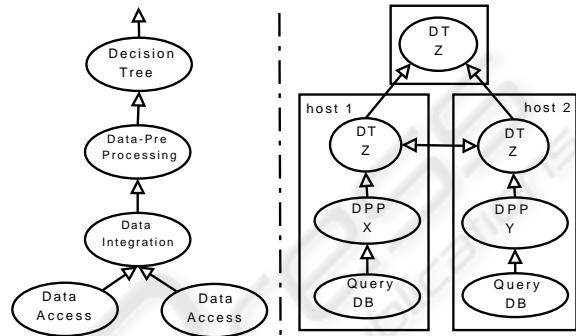 Decision
Tree
Data-Pre
Processing
Data
Integration
Data
Access
Data
Access
DT
Z
host 1
host 2
DT
Z
DT
Z
DPP
X
DPP
Y
Query
DB
Query
DB